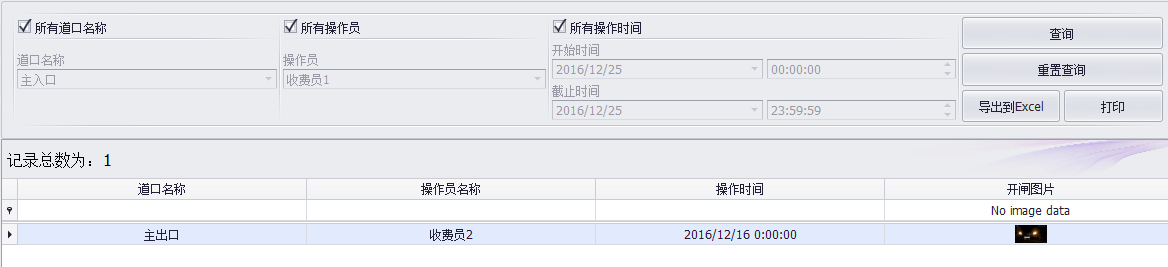 所有道口名称 所有操作员 所有操作时间 查询
道口名称 操作员 开始时间
主入口 收费员1 2016/12/25 00:00:00 重置查询
截止时间
2016/12/25 23:59:59 导出到Excel 打印
记录总数为：1
道口名称 操作员名称 操作时间 开闸图片
No image data
主出口 收费员2 2016/12/16 0:00:00